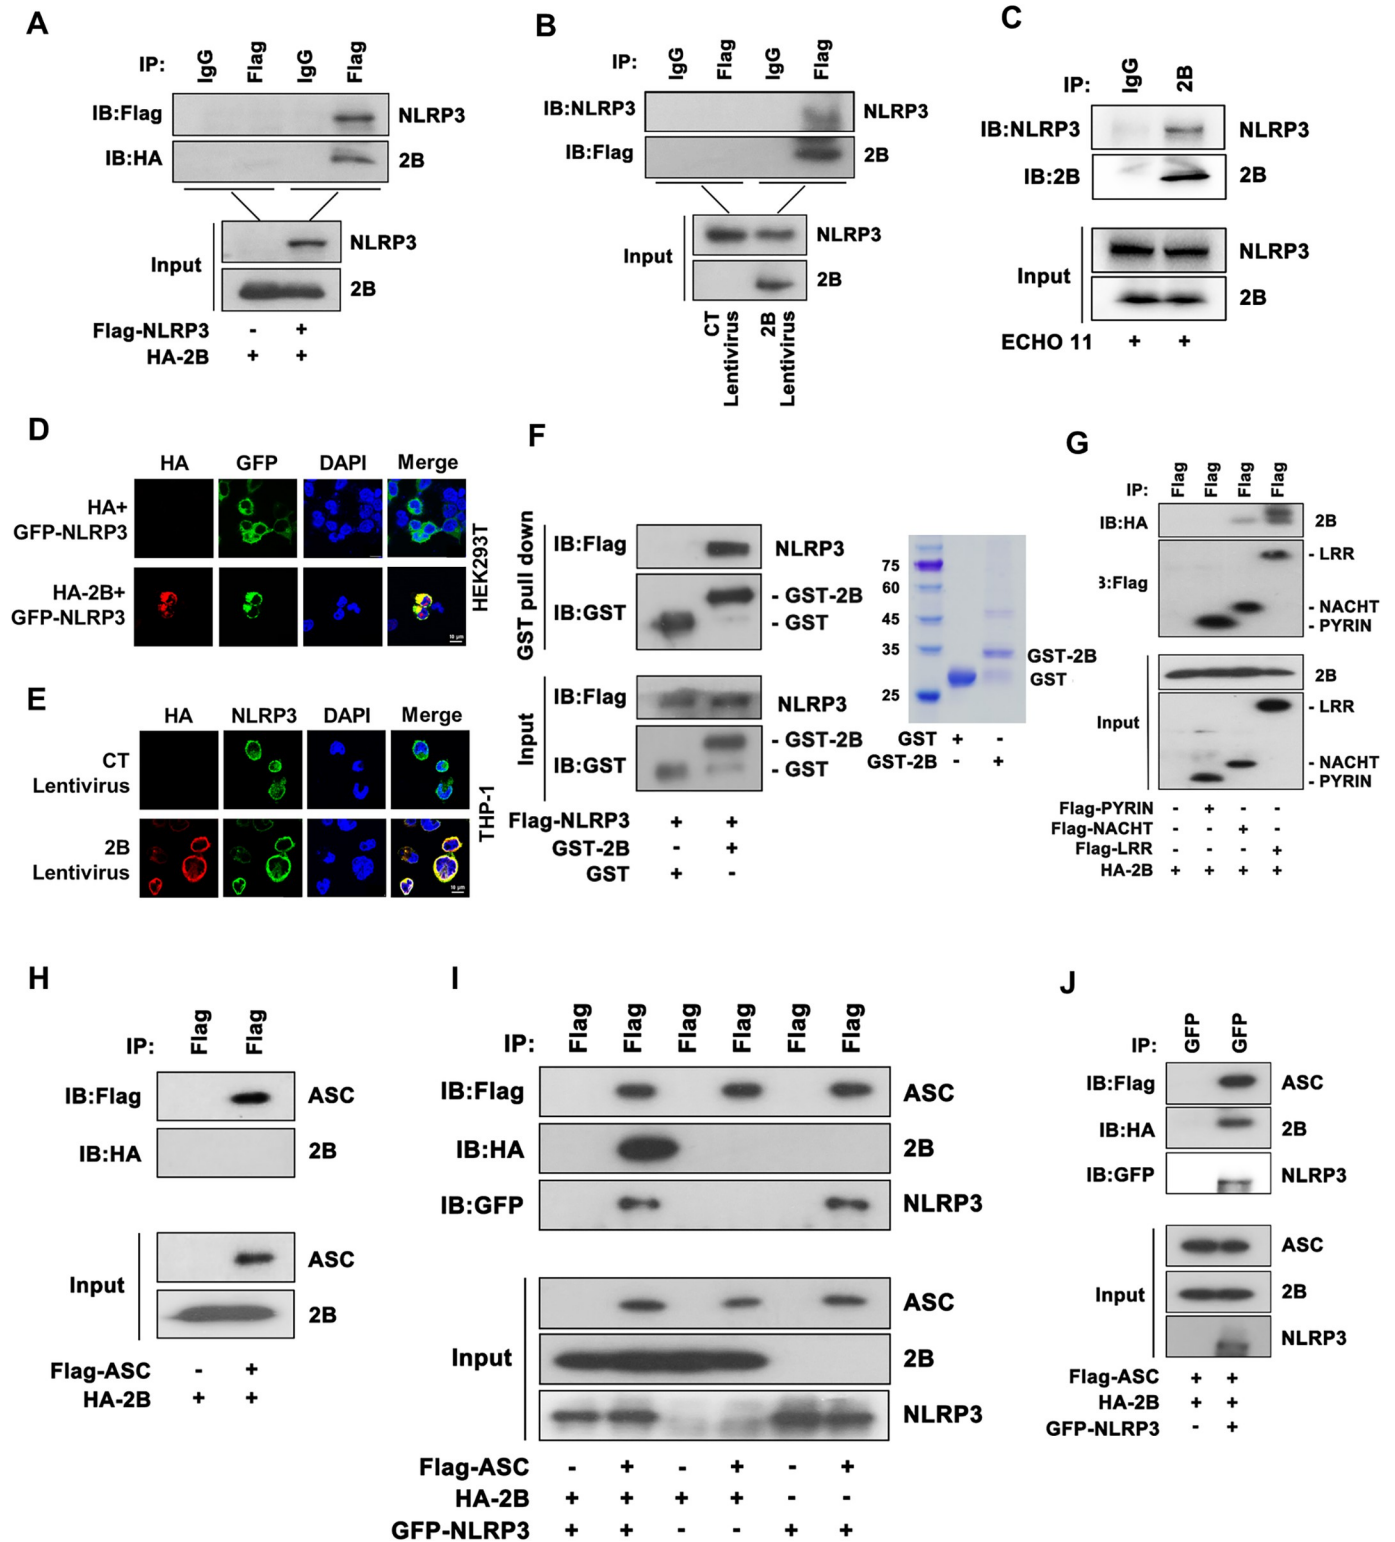 A
IP: IgG Flag IgG Flag
IB:Flag NLRP3
IB:HA 2B
Input NLRP3
2B
Flag-NLRP3 - +
HA-2B + +
B
IP: IgG Flag IgG Flag
IB:NLRP3 NLRP3
IB:Flag 2B
Input NLRP3
2B
CT Lentivirus
2B Lentivirus
C
IP: IgG 2B
IB:NLRP3 NLRP3
IB:2B 2B
Input NLRP3
2B
ECHO 11 + +
D
HA GFP DAPI Merge
HA+
GFP-NLRP3
HA-2B+
GFP-NLRP3
HEK293T
10 μm
E
HA NLRP3 DAPI Merge
CT
Lentivirus
2B
Lentivirus
THP-1
10 μm
F
GST pull down
IB:Flag NLRP3
IB:GST - GST-2B
- GST
Input
IB:Flag NLRP3
IB:GST - GST-2B
- GST
Flag-NLRP3 + +
GST-2B - +
GST + -
75
60
45
35
25
GST-2B
GST
GST + -
GST-2B - +
G
IP: Flag Flag Flag Flag
IB:HA 2B
3:Flag - LRR
- NACHT
- PYRIN
Input 2B
- LRR
- NACHT
- PYRIN
Flag-PYRIN - + - -
Flag-NACHT - - + -
Flag-LRR - - - +
HA-2B + + + +
H
IP: Flag Flag
IB:Flag ASC
IB:HA 2B
Input ASC
2B
Flag-ASC - +
HA-2B + +
I
IP: Flag Flag Flag Flag Flag Flag
IB:Flag ASC
IB:HA 2B
IB:GFP NLRP3
Input ASC
2B
NLRP3
Flag-ASC - + - + - +
HA-2B + + + + - -
GFP-NLRP3 + + - - + +
J
IP: GFP GFP
IB:Flag ASC
IB:HA 2B
IB:GFP NLRP3
Input ASC
2B
NLRP3
Flag-ASC + +
HA-2B + +
GFP-NLRP3 - +